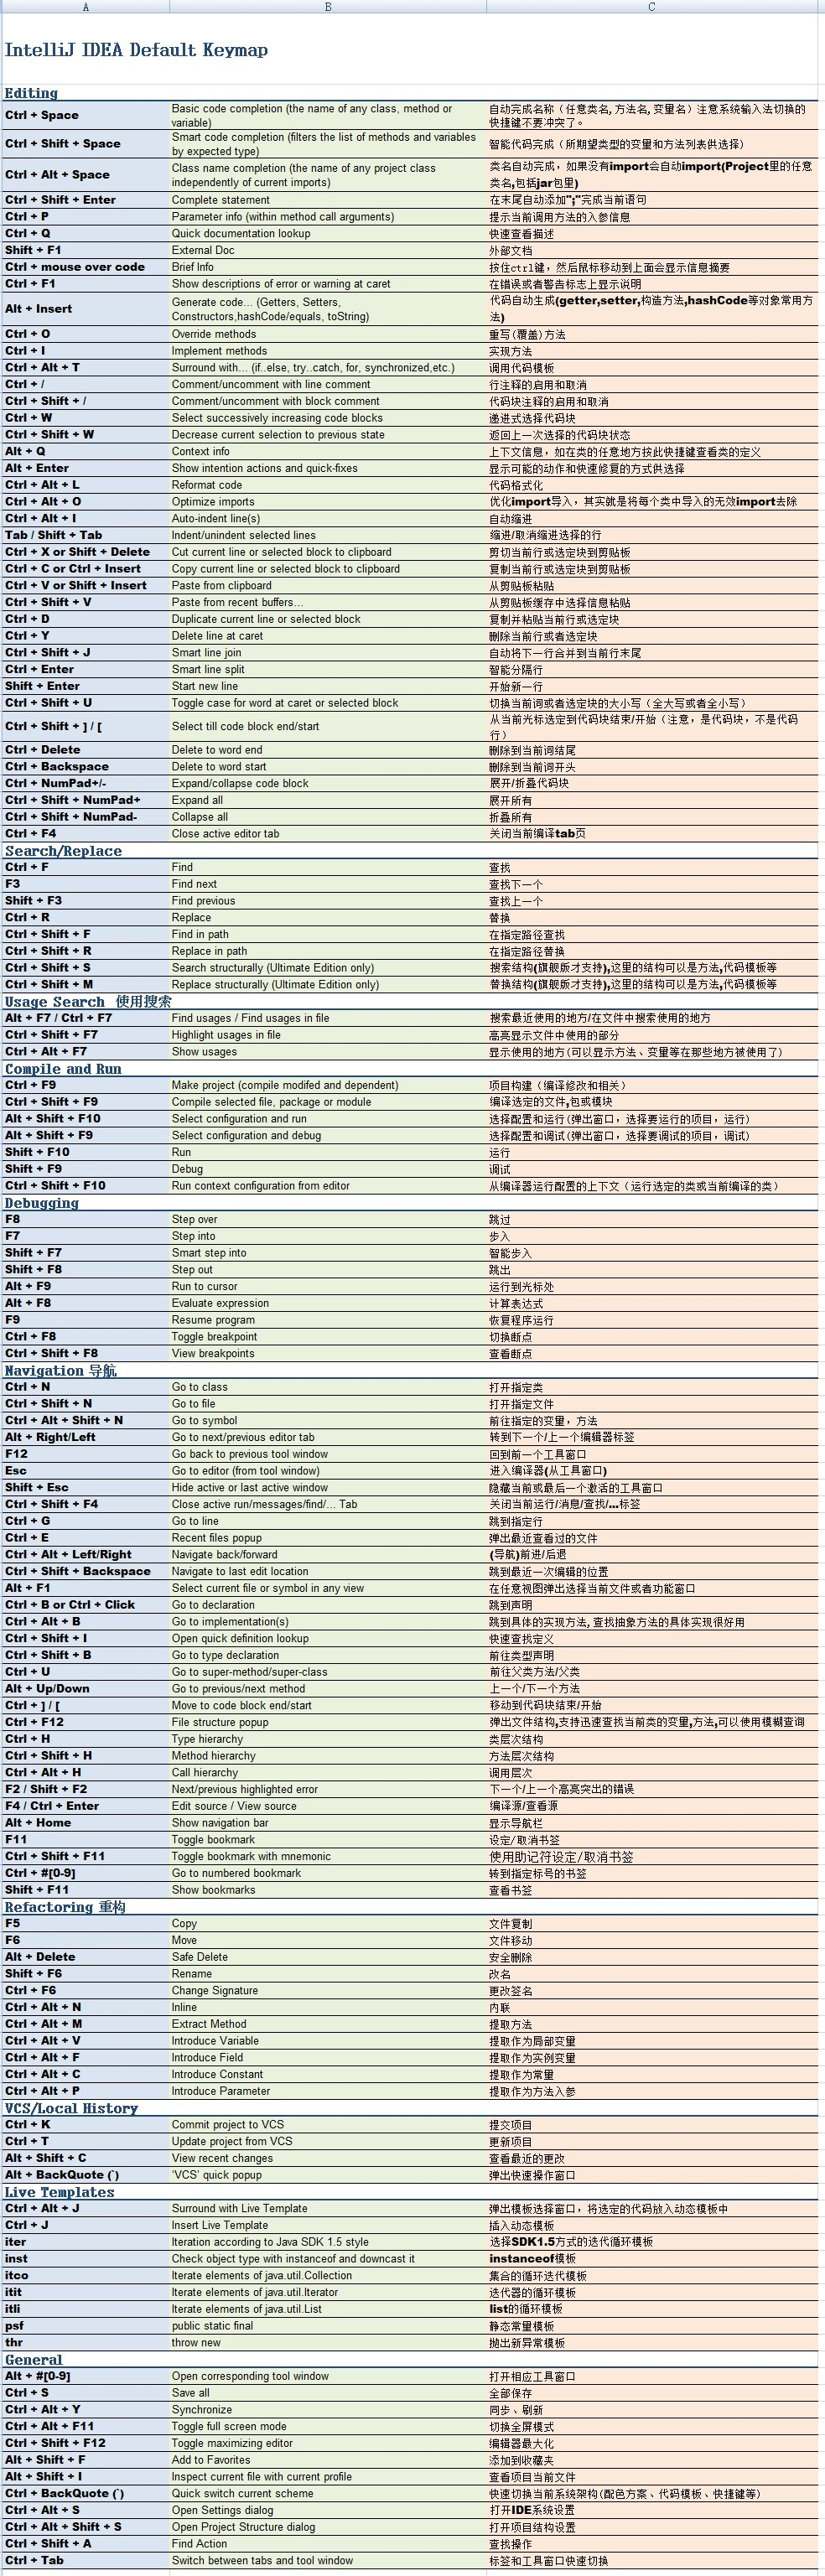 A B C
IntelliJ IDEA Default Keymap
Editing
Ctrl + Space Basic code completion (the name of any class, method or variable) 自动完成名称（任意类名, 方法名, 变量名）注意系统输入法切换的快捷键不要冲突了。
Ctrl + Shift + Space Smart code completion (filters the list of methods and variables by expected type) 智能代码完成（所期望类型的变量和方法列表供选择）
Ctrl + Alt + Space Class name completion (the name of any project class independently of current imports) 类名自动完成，如果没有import会自动import(Project里的任意类名,包括jar包里)
Ctrl + Shift + Enter Complete statement 在末尾自动添加";"完成当前语句
Ctrl + P Parameter info (within method call arguments) 提示当前调用方法的入参信息
Ctrl + Q Quick documentation lookup 快速查看描述
Shift + F1 External Doc 外部文档
Ctrl + mouse over code Brief Info 按住ctrl键，然后鼠标移动到上面会显示信息摘要
Ctrl + F1 Show descriptions of error or warning at caret 在错误或者警告标志上显示说明
Alt + Insert Generate code... (Getters, Setters, Constructors,hashCode/equals, toString) 代码自动生成(getter,setter,构造方法,hashCode等对象常用方法)
Ctrl + O Override methods 重写(覆盖)方法
Ctrl + I Implement methods 实现方法
Ctrl + Alt + T Surround with... (if..else, try..catch, for, synchronized,etc.) 调用代码模板
Ctrl + / Comment/uncomment with line comment 行注释的启用和取消
Ctrl + Shift + / Comment/uncomment with block comment 代码块注释的启用和取消
Ctrl + W Select successively increasing code blocks 递进式选择代码块
Ctrl + Shift + W Decrease current selection to previous state 返回上一次选择的代码块状态
Alt + Q Context info 上下文信息，如在类的任意地方按此快捷键查看类的定义
Alt + Enter Show intention actions and quick-fixes 显示可能的动作和快速修复的方式供选择
Ctrl + Alt + L Reformat code 代码格式化
Ctrl + Alt + O Optimize imports 优化import导入，其实就是将每个类中导入的无效import去除
Ctrl + Alt + I Auto-indent line(s) 自动缩进
Tab / Shift + Tab Indent/unindent selected lines 缩进/取消缩进选择的行
Ctrl + X or Shift + Delete Cut current line or selected block to clipboard 剪切当前行或选定块到剪贴板
Ctrl + C or Ctrl + Insert Copy current line or selected block to clipboard 复制当前行或选定块到剪贴板
Ctrl + V or Shift + Insert Paste from clipboard 从剪贴板粘贴
Ctrl + Shift + V Paste from recent buffers... 从剪贴板缓存中选择信息粘贴
Ctrl + D Duplicate current line or selected block 复制并粘贴当前行或选定块
Ctrl + Y Delete line at caret 删除当前行或者选定块
Ctrl + Shift + J Smart line join 自动将下一行合并到当前行末尾
Ctrl + Enter Smart line split 智能分隔行
Shift + Enter Start new line 开始新一行
Ctrl + Shift + U Toggle case for word at caret or selected block 切换当前词或者选定块的大小写（全大写或者全小写）
Ctrl + Shift + ] / [ Select till code block end/start 从当前光标选定到代码块结束/开始（注意，是代码块，不是代码行）
Ctrl + Delete Delete to word end 删除到当前词结尾
Ctrl + Backspace Delete to word start 删除到当前词开头
Ctrl + NumPad+/- Expand/collapse code block 展开/折叠代码块
Ctrl + Shift + NumPad+ Expand all 展开所有
Ctrl + Shift + NumPad- Collapse all 折叠所有
Ctrl + F4 Close active editor tab 关闭当前编译tab页
Search/Replace
Ctrl + F Find 查找
F3 Find next 查找下一个
Shift + F3 Find previous 查找上一个
Ctrl + R Replace 替换
Ctrl + Shift + F Find in path 在指定路径查找
Ctrl + Shift + R Replace in path 在指定路径替换
Ctrl + Shift + S Search structurally (Ultimate Edition only) 搜索结构(旗舰版才支持),这里的结构可以是方法,代码模板等
Ctrl + Shift + M Replace structurally (Ultimate Edition only) 替换结构(旗舰版才支持),这里的结构可以是方法,代码模板等
Usage Search 使用搜索
Alt + F7 / Ctrl + F7 Find usages / Find usages in file 搜索最近使用的地方/在文件中搜索使用的地方
Ctrl + Shift + F7 Highlight usages in file 高亮显示文件中使用的部分
Ctrl + Alt + F7 Show usages 显示使用的地方(可以显示方法、变量等在那些地方被使用了)
Compile and Run
Ctrl + F9 Make project (compile modifed and dependent) 项目构建（编译修改和相关）
Ctrl + Shift + F9 Compile selected file, package or module 编译选定的文件,包或模块
Alt + Shift + F10 Select configuration and run 选择配置和运行(弹出窗口，选择要运行的项目，运行)
Alt + Shift + F9 Select configuration and debug 选择配置和调试(弹出窗口，选择要调试的项目，调试)
Shift + F10 Run 运行
Shift + F9 Debug 调试
Ctrl + Shift + F10 Run context configuration from editor 从编译器运行配置的上下文（运行选定的类或当前编译的类）
Debugging
F8 Step over 跳过
F7 Step into 步入
Shift + F7 Smart step into 智能步入
Shift + F8 Step out 跳出
Alt + F9 Run to cursor 运行到光标处
Alt + F8 Evaluate expression 计算表达式
F9 Resume program 恢复程序运行
Ctrl + F8 Toggle breakpoint 切换断点
Ctrl + Shift + F8 View breakpoints 查看断点
Navigation 导航
Ctrl + N Go to class 打开指定类
Ctrl + Shift + N Go to file 打开指定文件
Ctrl + Alt + Shift + N Go to symbol 前往指定的变量，方法
Alt + Right/Left Go to next/previous editor tab 转到下一个/上一个编辑器标签
F12 Go back to previous tool window 回到前一个工具窗口
Esc Go to editor (from tool window) 进入编译器(从工具窗口)
Shift + Esc Hide active or last active window 隐藏当前或最后一个激活的工具窗口
Ctrl + Shift + F4 Close active run/messages/find/... Tab 关闭当前运行/消息/查找/...标签
Ctrl + G Go to line 跳到指定行
Ctrl + E Recent files popup 弹出最近查看过的文件
Ctrl + Alt + Left/Right Navigate back/forward (导航)前进/后退
Ctrl + Shift + Backspace Navigate to last edit location 跳到最近一次编辑的位置
Alt + F1 Select current file or symbol in any view 在任意视图弹出选择当前文件或者功能窗口
Ctrl + B or Ctrl + Click Go to declaration 跳到声明
Ctrl + Alt + B Go to implementation(s) 跳到具体的实现方法, 查找抽象方法的具体实现很好用
Ctrl + Shift + I Open quick definition lookup 快速查找定义
Ctrl + Shift + B Go to type declaration 前往类型声明
Ctrl + U Go to super-method/super-class 前往父类方法/父类
Alt + Up/Down Go to previous/next method 上一个/下一个方法
Ctrl + ] / [ Move to code block end/start 移动到代码块结束/开始
Ctrl + F12 File structure popup 弹出文件结构,支持迅速查找当前类的变量,方法,可以使用模糊查询
Ctrl + H Type hierarchy 类层次结构
Ctrl + Shift + H Method hierarchy 方法层次结构
Ctrl + Alt + H Call hierarchy 调用层次
F2 / Shift + F2 Next/previous highlighted error 下一个/上一个高亮突出的错误
F4 / Ctrl + Enter Edit source / View source 编译源/查看源
Alt + Home Show navigation bar 显示导航栏
F11 Toggle bookmark 设定/取消书签
Ctrl + Shift + F11 Toggle bookmark with mnemonic 使用助记符设定/取消书签
Ctrl + #[0-9] Go to numbered bookmark 转到指定标号的书签
Shift + F11 Show bookmarks 查看书签
Refactoring 重构
F5 Copy 文件复制
F6 Move 文件移动
Alt + Delete Safe Delete 安全删除
Shift + F6 Rename 改名
Ctrl + F6 Change Signature 更改签名
Ctrl + Alt + N Inline 内联
Ctrl + Alt + M Extract Method 提取方法
Ctrl + Alt + V Introduce Variable 提取作为局部变量
Ctrl + Alt + F Introduce Field 提取作为实例变量
Ctrl + Alt + C Introduce Constant 提取作为常量
Ctrl + Alt + P Introduce Parameter 提取作为方法入参
VCS/Local History
Ctrl + K Commit project to VCS 提交项目
Ctrl + T Update project from VCS 更新项目
Alt + Shift + C View recent changes 查看最近的更改
Alt + BackQuote (`) ‘VCS’ quick popup 弹出快速操作窗口
Live Templates
Ctrl + Alt + J Surround with Live Template 弹出模板选择窗口，将选定的代码放入动态模板中
Ctrl + J Insert Live Template 插入动态模板
iter Iteration according to Java SDK 1.5 style 选择SDK1.5方式的迭代循环模板
inst Check object type with instanceof and downcast it instanceof模板
itco Iterate elements of java.util.Collection 集合的循环迭代模板
itit Iterate elements of java.util.Iterator 迭代器的循环模板
itli Iterate elements of java.util.List list的循环模板
psf public static final 静态常量模板
thr throw new 抛出新异常模板
General
Alt + #[0-9] Open corresponding tool window 打开相应工具窗口
Ctrl + S Save all 全部保存
Ctrl + Alt + Y Synchronize 同步、刷新
Ctrl + Alt + F11 Toggle full screen mode 切换全屏模式
Ctrl + Shift + F12 Toggle maximizing editor 编辑器最大化
Alt + Shift + F Add to Favorites 添加到收藏夹
Alt + Shift + I Inspect current file with current profile 查看项目当前文件
Ctrl + BackQuote (`) Quick switch current scheme 快速切换当前系统架构(配色方案、代码模板、快捷键等)
Ctrl + Alt + S Open Settings dialog 打开IDE系统设置
Ctrl + Alt + Shift + S Open Project Structure dialog 打开项目结构设置
Ctrl + Shift + A Find Action 查找操作
Ctrl + Tab Switch between tabs and tool window 标签和工具窗口快速切换